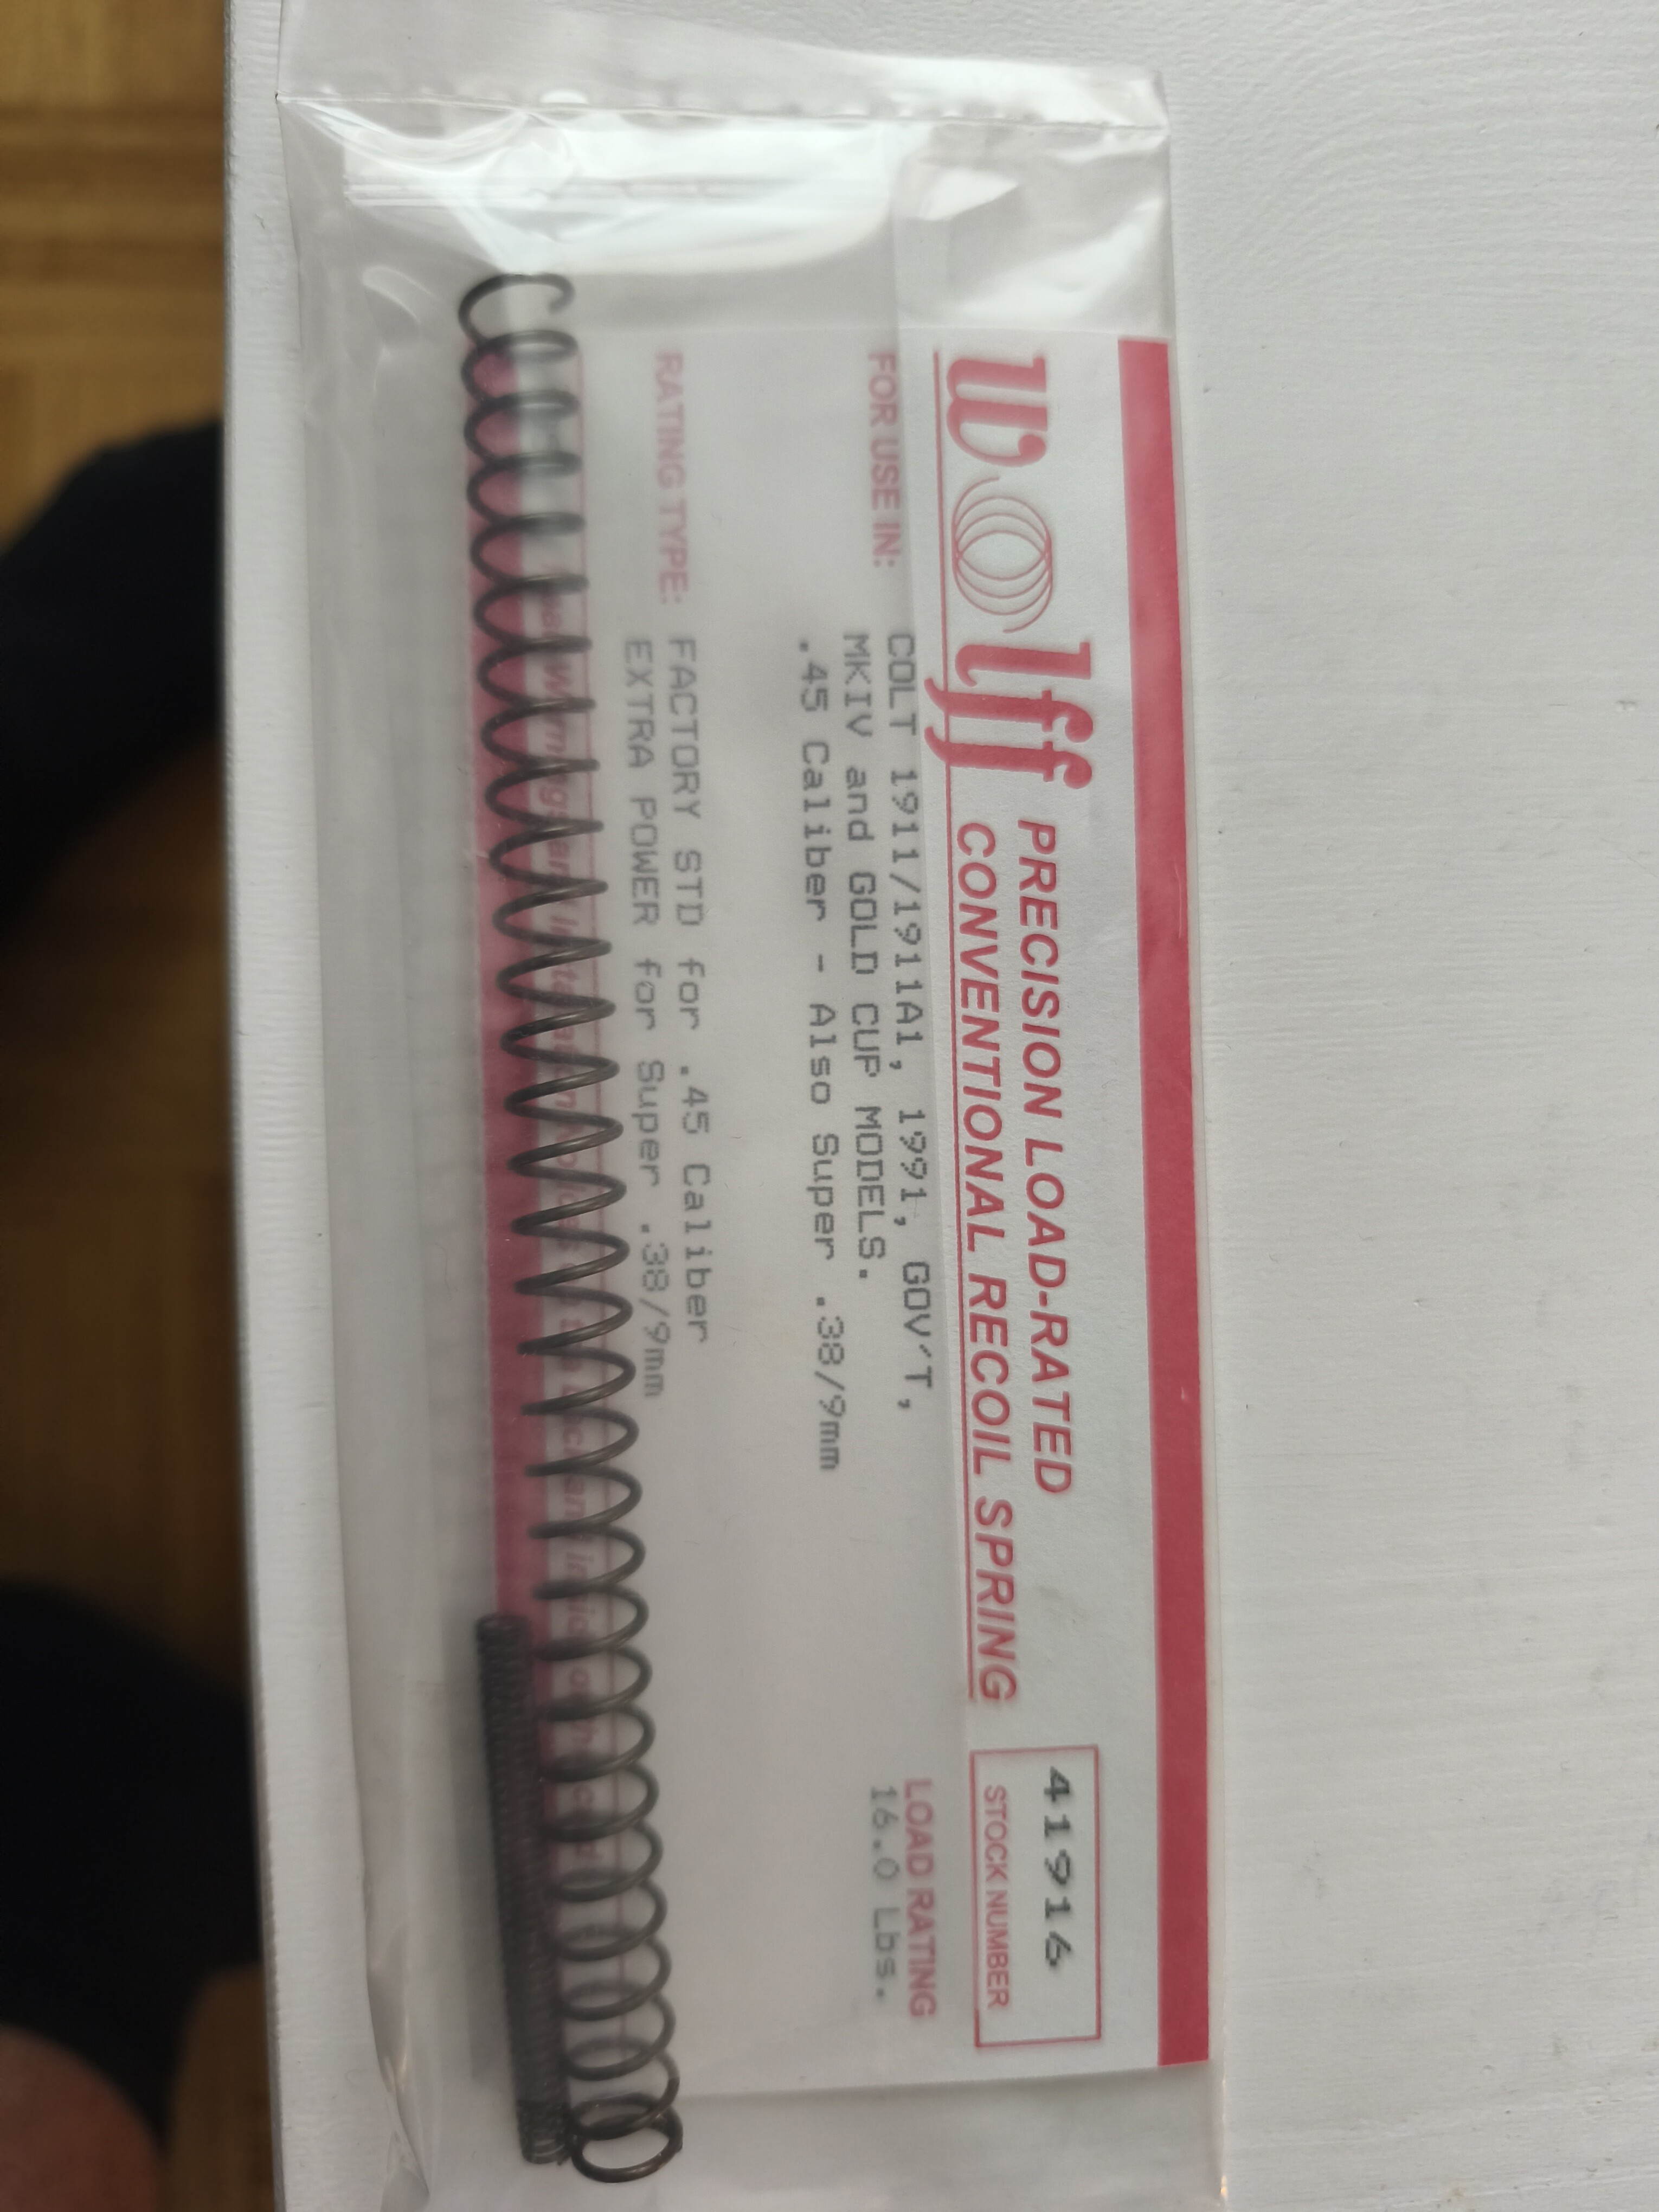 Wolff PRECISION LOAD-RATED
CONVENTIONAL RECOIL SPRING
41916
STOCK NUMBER
FOR USE IN:
COLT 1911/1911A1, 1991, GOV'T,
MKIV and GOLD CUP MODELS.
.45 Caliber - Also Super .38/9mm
LOAD RATING
16.0 Lbs.
RATING TYPE:
FACTORY STD for .45 Caliber
EXTRA POWER for Super .38/9mm